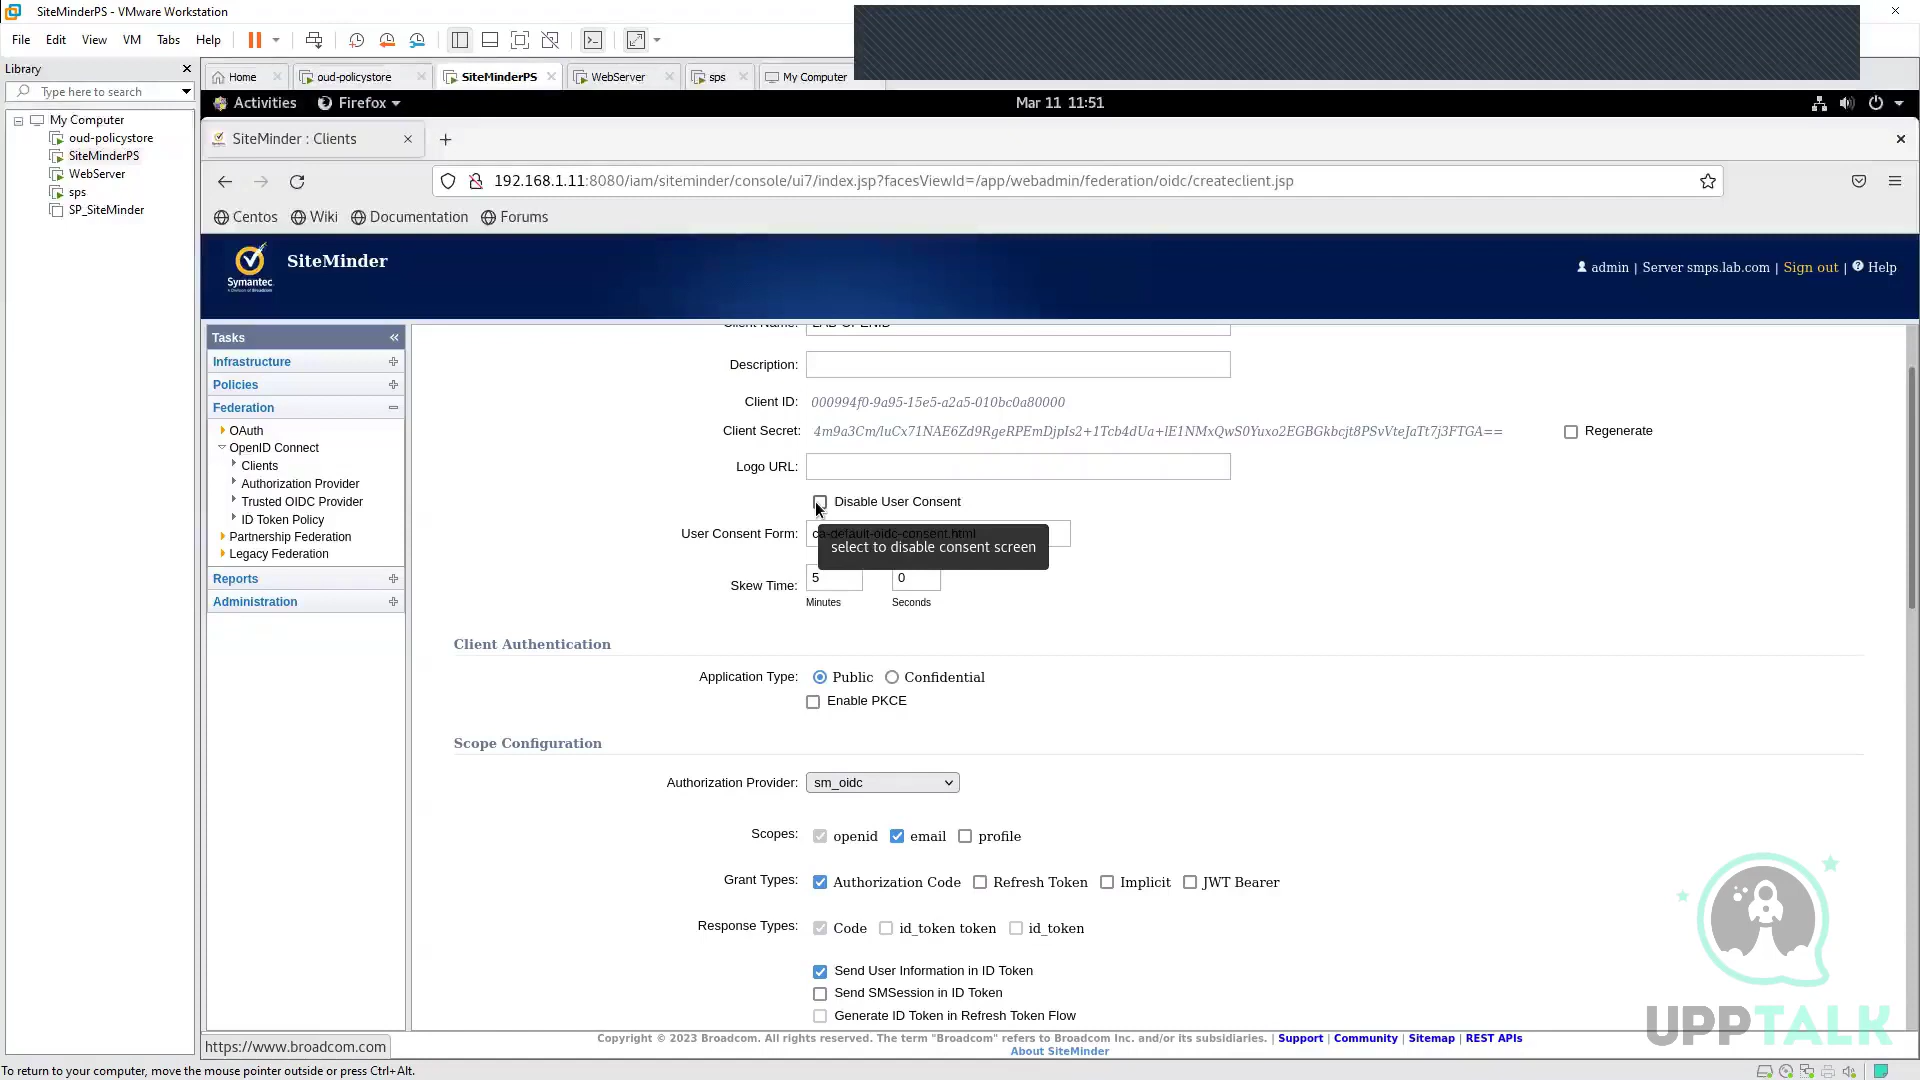 SiteMinderPS - VMware Workstation
File Edit View VM Tabs Help
Library
Type here to search
My Computer
oud-policystore
SiteMinderPS
WebServer
sps
SP_SiteMinder
Home oud-policystore SiteMinderPS WebServer sps My Computer
Activities Firefox Mar 11 11:51
SiteMinder : Clients
192.168.1.11:8080/iam/siteminder/console/ui7/index.jsp?facesViewId=/app/webadmin/federation/oidc/createclient.jsp
Centos Wiki Documentation Forums
Symantec
SiteMinder
admin | Server smps.lab.com | Sign out | Help
Tasks
Infrastructure
Policies
Federation
OAuth
OpenID Connect
Clients
Authorization Provider
Trusted OIDC Provider
ID Token Policy
Partnership Federation
Legacy Federation
Reports
Administration
Description:
Client ID: 000994f0-9a95-15e5-a2a5-010bc0a80000
Client Secret: 4m9a3Cm/luCx71NAE6Zd9RgeRPEmDjpIs2+1Tcb4dUa+lE1NMxQwS0Yuxo2EGBGkbcjt8PSvVteJaTt7j3FTGA== Regenerate
Logo URL:
Disable User Consent
User Consent Form: ca-default-oidc-consent.html
select to disable consent screen
Skew Time: 5 0
Minutes Seconds
Client Authentication
Application Type: Public Confidential
Enable PKCE
Scope Configuration
Authorization Provider: sm_oidc
Scopes: openid email profile
Grant Types: Authorization Code Refresh Token Implicit JWT Bearer
Response Types: Code id_token token id_token
Send User Information in ID Token
Send SMSession in ID Token
Generate ID Token in Refresh Token Flow
UPPTALK
Copyright © 2023 Broadcom. All rights reserved. The term "Broadcom" refers to Broadcom Inc. and/or its subsidiaries. | Support | Community | Sitemap | REST APIs
About SiteMinder
https://www.broadcom.com
To return to your computer, move the mouse pointer outside or press Ctrl+Alt.